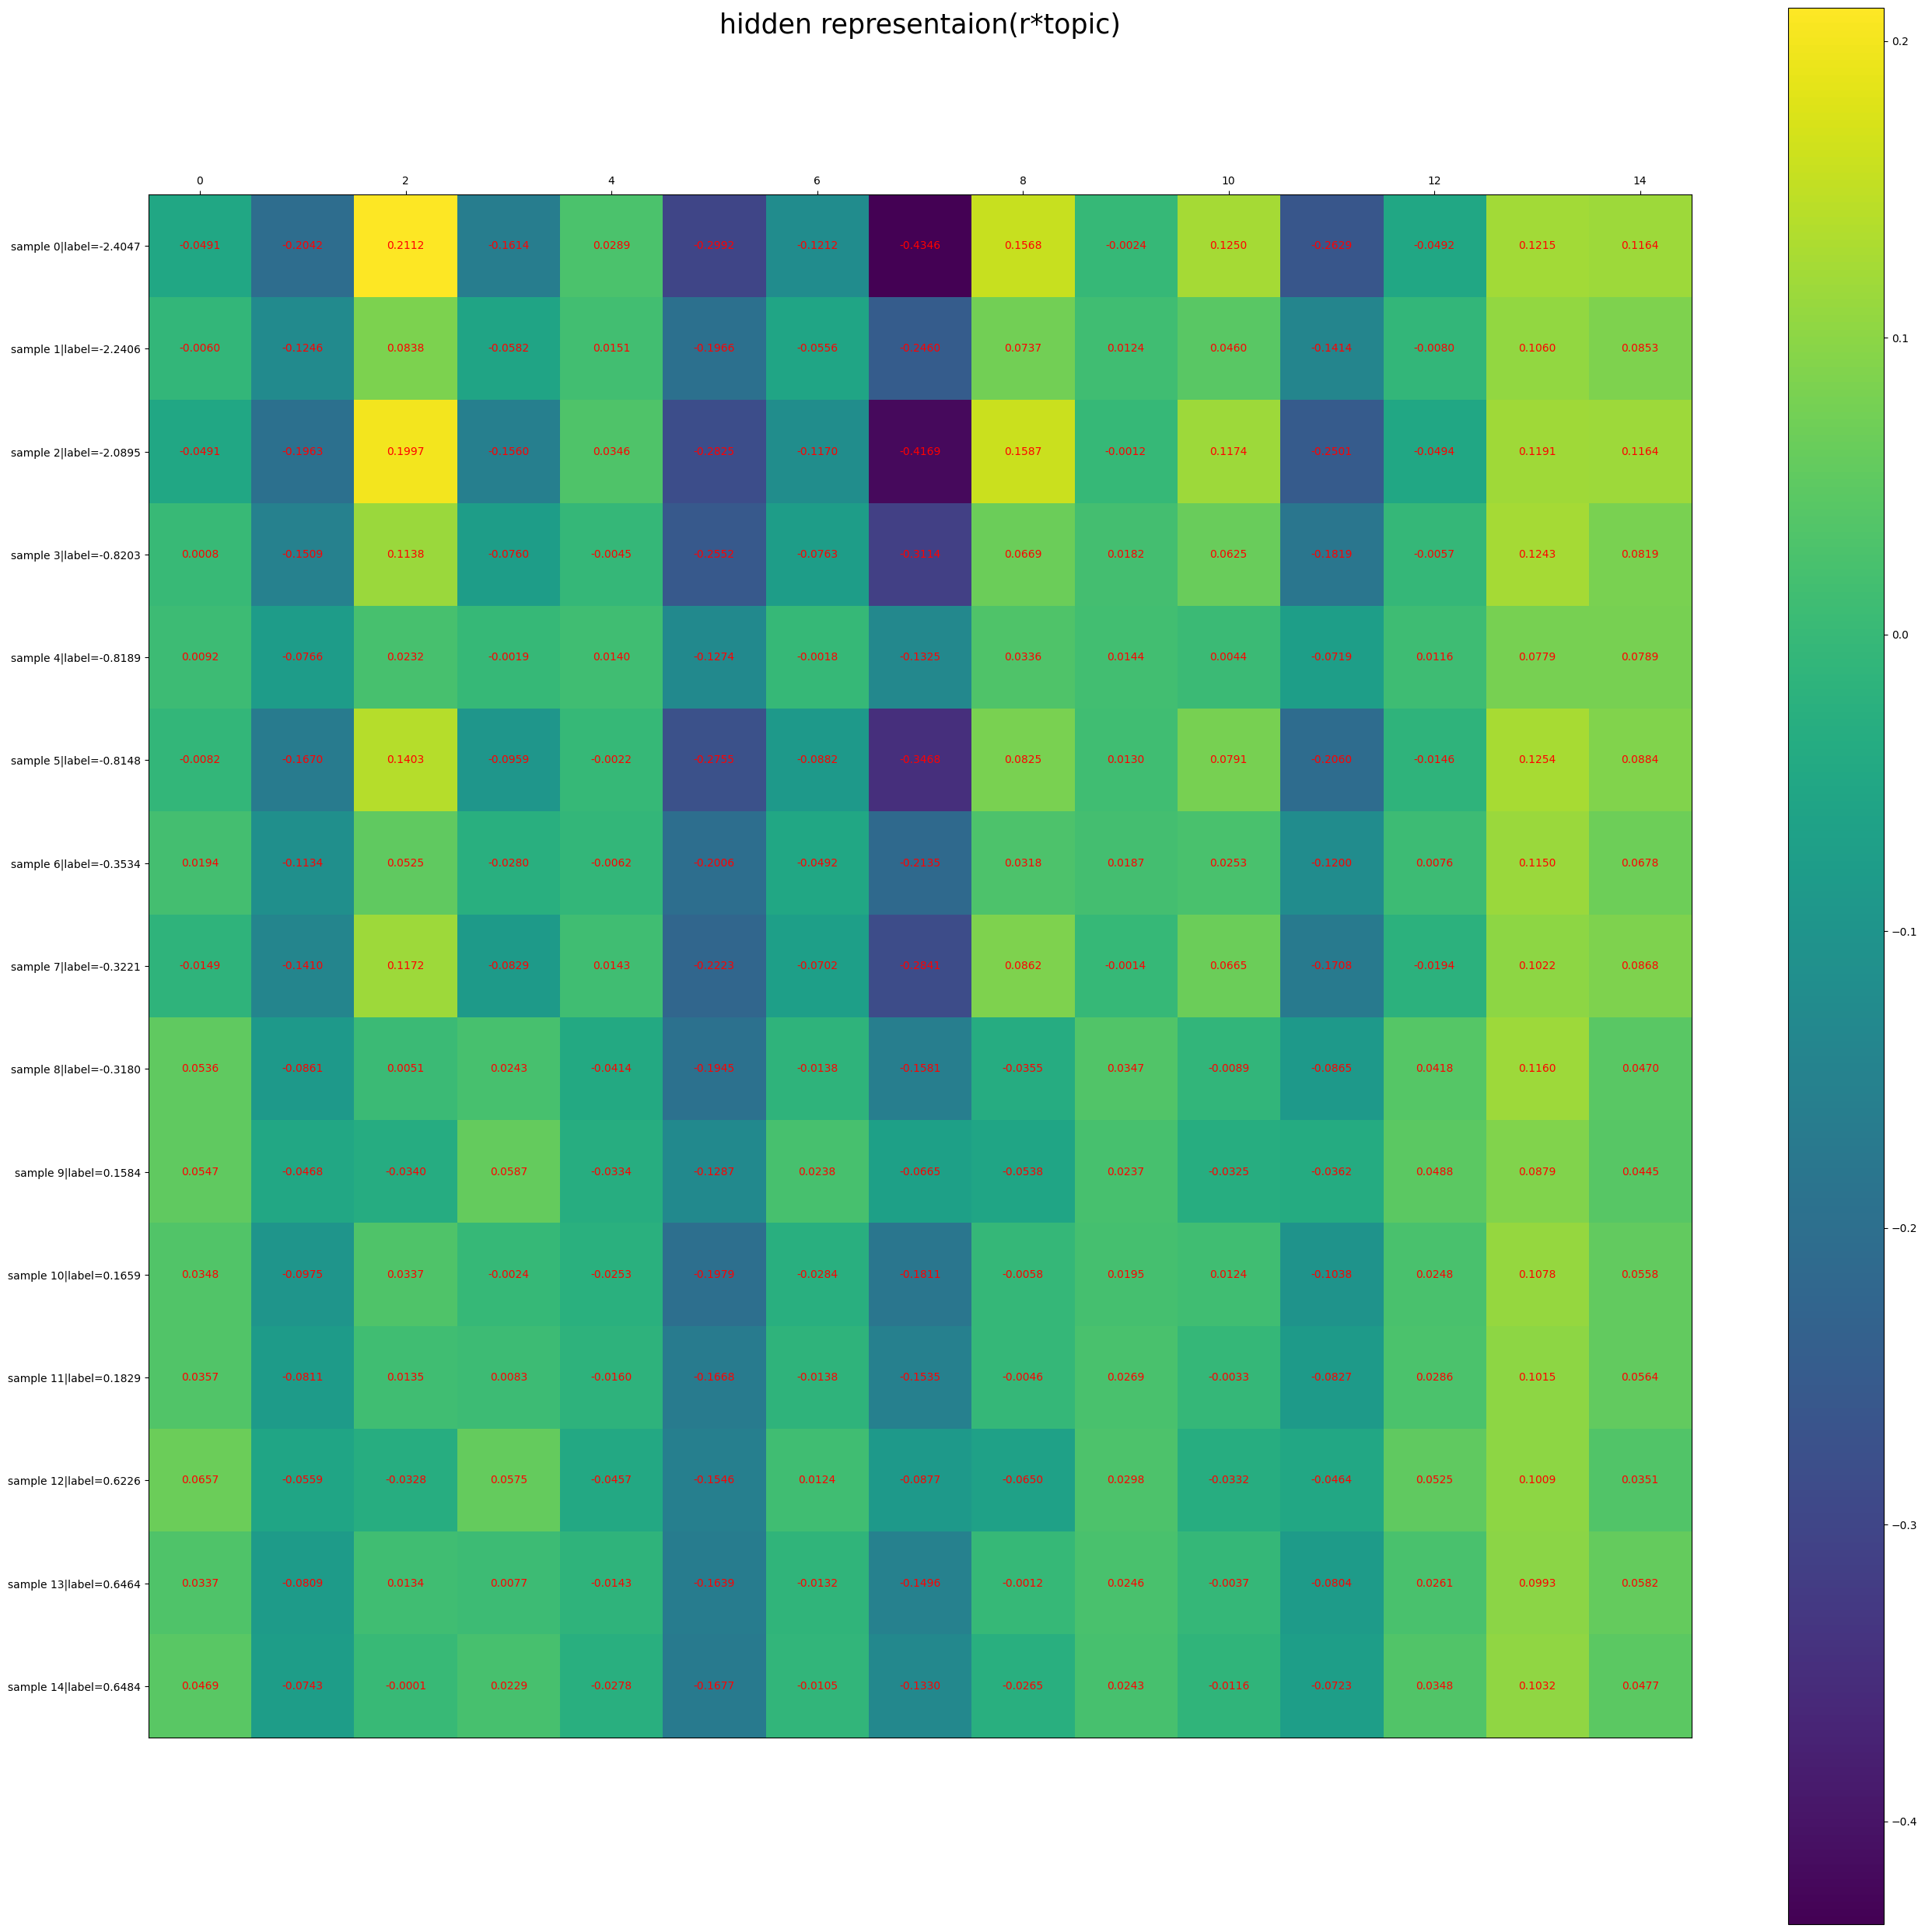 hidden representaion(r*topic)
0 2 4 6 8 10 12 14
sample 0|label=-2.4047 -0.0491 -0.2042 0.2112 -0.1614 0.0289 -0.1212 -0.4346 0.1568 -0.0024 0.1250 -0.0492 0.1215 0.1164
sample 1|label=-2.2406 -0.0060 -0.1246 0.0838 -0.0582 0.0151 -0.1966 -0.0556 0.0737 0.0124 0.0460 -0.1414 -0.0080 0.1060 0.0853
sample 2|label=-2.0895 -0.0491 -0.1963 0.1997 -0.1560 0.0346 -0.1170 -0.4169 0.1587 -0.0012 0.1174 -0.0494 0.1191 0.1164
sample 3|label=-0.8203 0.0008 -0.1509 0.1138 -0.0760 -0.0045 -0.0763 0.0669 0.0182 0.0625 -0.1819 -0.0057 0.1243 0.0819
sample 4|label=-0.8189 0.0092 -0.0766 0.0232 -0.0019 0.0140 -0.1274 -0.0018 -0.1325 0.0336 0.0144 0.0044 -0.0719 0.0116 0.0779 0.0789
sample 5|label=-0.8148 -0.0082 -0.1670 0.1403 -0.0959 -0.0022 -0.0882 -0.3468 0.0825 0.0130 0.0791 -0.2060 -0.0146 0.1254 0.0884
sample 6|label=-0.3534 0.0194 -0.1134 0.0525 -0.0280 -0.0062 -0.2006 -0.0492 -0.2135 0.0318 0.0187 0.0253 -0.1200 0.0076 0.1150 0.0678
sample 7|label=-0.3221 -0.0149 -0.1410 0.1172 -0.0829 0.0143 -0.2223 -0.0702 0.0862 -0.0014 0.0665 -0.1708 -0.0194 0.1022 0.0868
sample 8|label=-0.3180 0.0536 -0.0861 0.0051 0.0243 -0.0414 -0.1945 -0.0138 -0.1581 -0.0355 0.0347 -0.0089 -0.0865 0.0418 0.1160 0.0470
sample 9|label=0.1584 0.0547 -0.0468 -0.0340 0.0587 -0.0334 -0.1287 0.0238 -0.0665 -0.0538 0.0237 -0.0325 -0.0362 0.0488 0.0879 0.0445
sample 10|label=0.1659 0.0348 -0.0975 0.0337 -0.0024 -0.0253 -0.0284 -0.1811 -0.0058 0.0195 0.0124 -0.1038 0.0248 0.1078 0.0558
sample 11|label=0.1829 0.0357 -0.0811 0.0135 0.0083 -0.0160 -0.1668 -0.0138 -0.1535 -0.0046 0.0269 -0.0033 -0.0827 0.0286 0.1015 0.0564
sample 12|label=0.6226 0.0657 -0.0559 -0.0328 0.0575 -0.0457 -0.1546 0.0124 -0.0877 -0.0650 0.0298 -0.0332 -0.0464 0.0525 0.1009 0.0351
sample 13|label=0.6464 0.0337 -0.0809 0.0134 0.0077 -0.0143 -0.1639 -0.0132 -0.1496 -0.0012 0.0246 -0.0037 -0.0804 0.0261 0.0993 0.0582
sample 14|label=0.6484 0.0469 -0.0743 -0.0001 0.0229 -0.0278 -0.1677 -0.0105 -0.1330 -0.0265 0.0243 -0.0116 -0.0723 0.0348 0.1032 0.0477
0.2
0.1
0.0
−0.1
−0.2
−0.3
−0.4